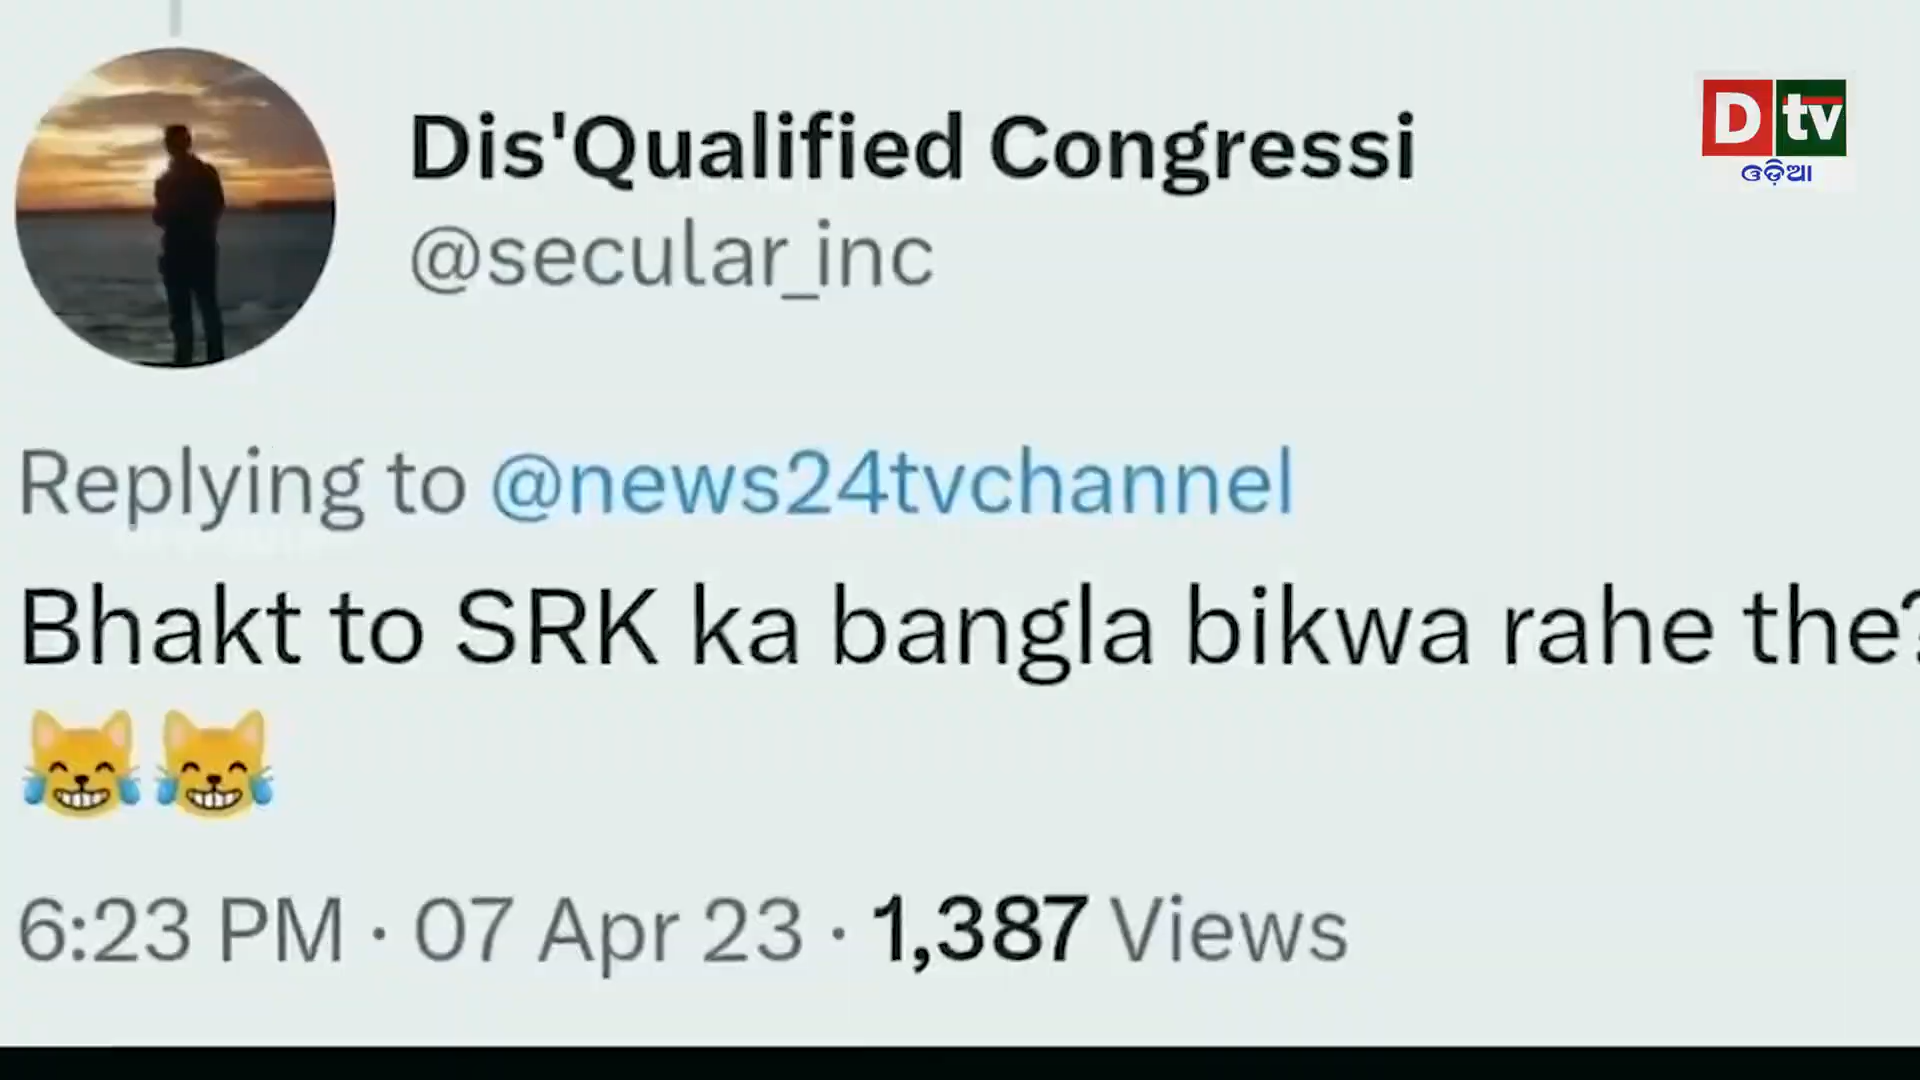 Dis'Qualified Congressi
D tv
ଓଡ଼ିଆ
@secular_inc
Replying to @news24tvchannel
Bhakt to SRK ka bangla bikwa rahe the?
😹😹
6:23 PM · 07 Apr 23 · 1,387 Views